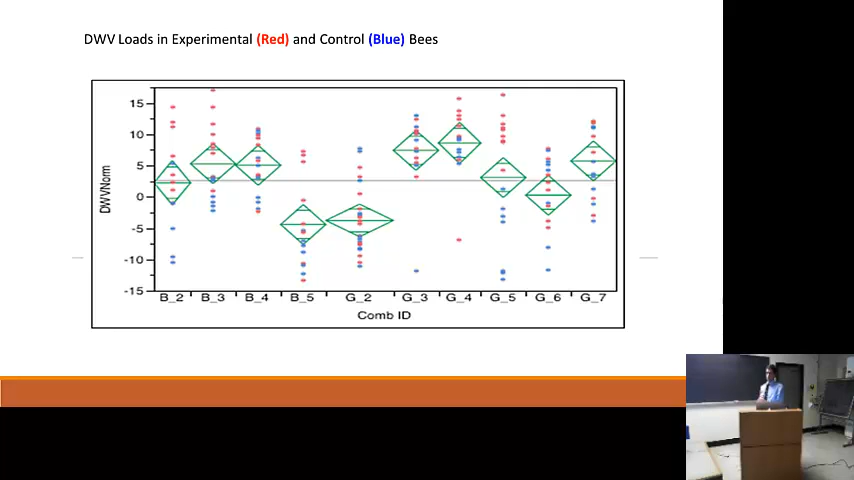 DWV Loads in Experimental (Red) and Control (Blue) Bees
15
10
5
0
-5
-10
-15
DWVNorm
B_2 B_3 B_4 B_5 G_2 G_3 G_4 G_5 G_6 G_7
Comb ID